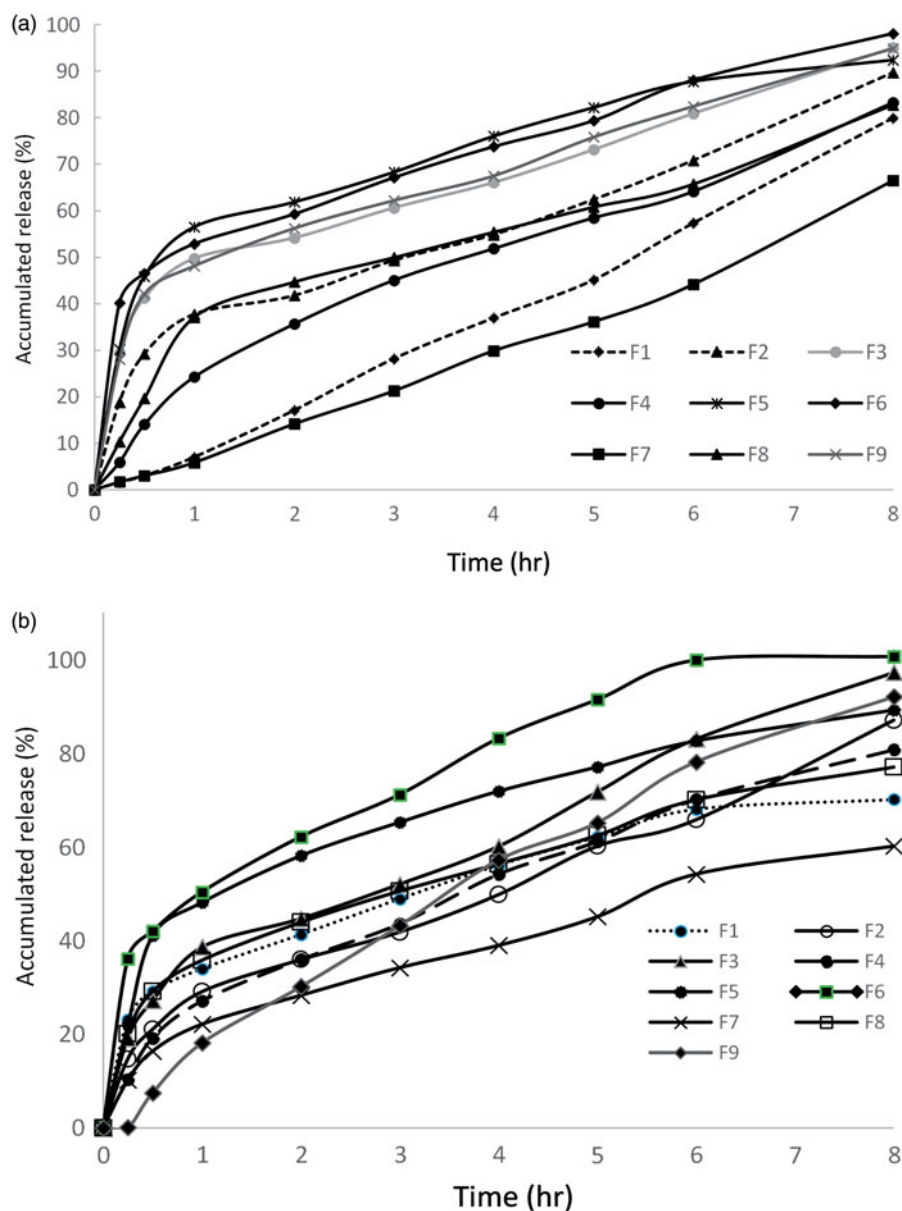 (a)
Accumulated release (%)
100
90
80
70
60
50
40
30
20
10
0
F1 F2 F3
F4 F5 F6
F7 F8 F9
0 1 2 3 4 5 6 7 8
Time (hr)
(b)
Accumulated release (%)
100
80
60
40
20
0
F1 F2
F3 F4
F5 F6
F7 F8
F9
0 1 2 3 4 5 6 7 8
Time (hr)